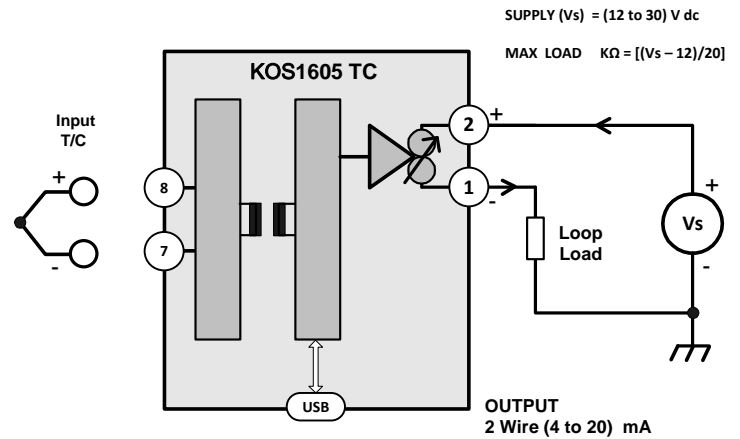 SUPPLY (Vs) = (12 to 30) V dc
MAX LOAD KΩ = [(Vs – 12)/20]
KOS1605 TC
Input
T/C
+
-
8
7
2
+
1
-
Loop
Load
+
Vs
-
USB
OUTPUT
2 Wire (4 to 20) mA